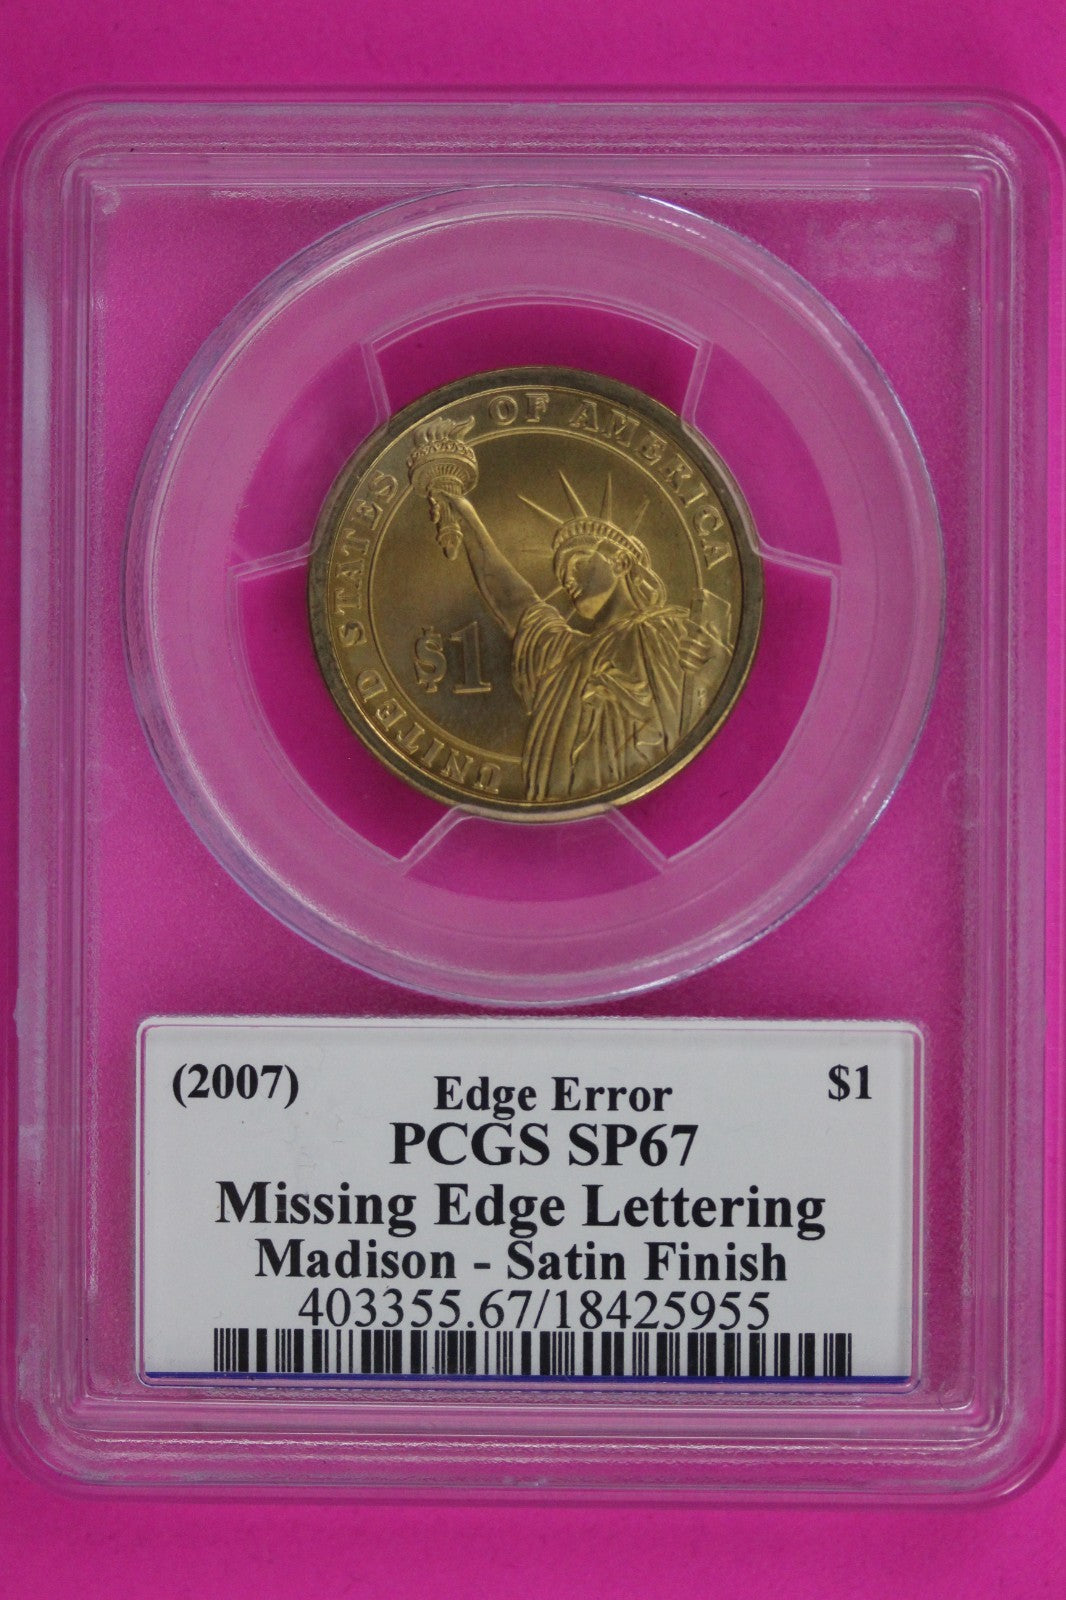 UNITED STATES OF AMERICA
$1
(2007)
Edge Error
$1
PCGS SP67
Missing Edge Lettering
Madison - Satin Finish
403355.67/18425955